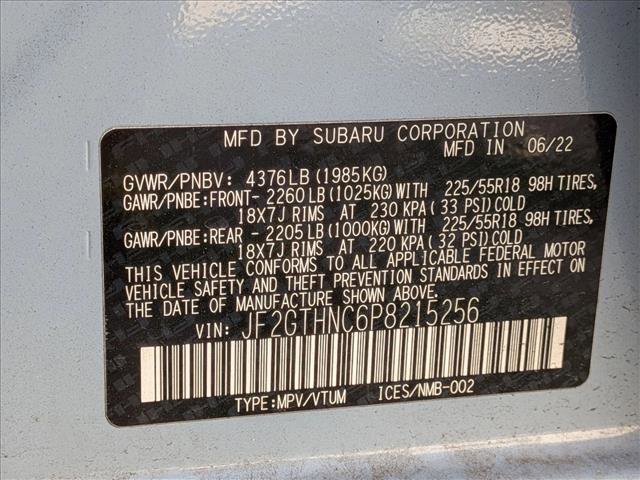 MFD BY SUBARU CORPORATION
MFD IN 06/22
GVWR/PNBV: 4376LB (1985KG)
GAWR/PNBE:FRONT- 2260LB (1025KG)WITH 225/55R18 98H TIRES,
18X7J RIMS AT 230 KPA( 33 PSI)COLD
GAWR/PNBE:REAR - 2205LB (1000KG)WITH 225/55R18 98H TIRES,
18X7J RIMS AT 220 KPA( 32 PSI)COLD
THIS VEHICLE CONFORMS TO ALL APPLICABLE FEDERAL MOTOR
VEHICLE SAFETY AND THEFT PREVENTION STANDARDS IN EFFECT ON
THE DATE OF MANUFACTURE SHOWN ABOVE.
VIN: JF2GTHNC6P8215256
TYPE:MPV/VTUM ICES/NMB-002